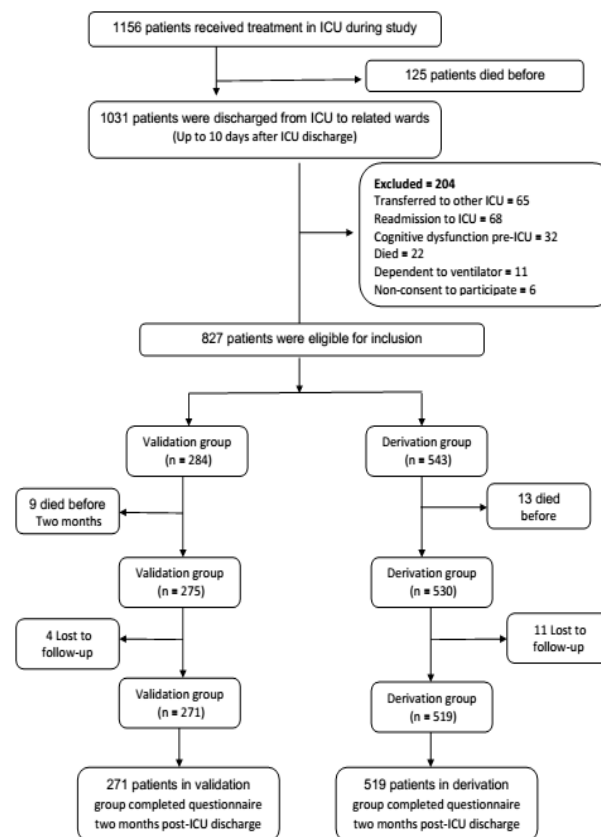 1156 patients received treatment in ICU during study
125 patients died before
1031 patients were discharged from ICU to related wards
(Up to 10 days after ICU discharge)
Excluded = 204
Transferred to other ICU = 65
Readmission to ICU = 68
Cognitive dysfunction pre-ICU = 32
Died = 22
Dependent to ventilator = 11
Non-consent to participate = 6
827 patients were eligible for inclusion
Validation group
(n = 284)
Derivation group
(n = 543)
9 died before
Two months
13 died
before
Validation group
(n = 275)
Derivation group
(n = 530)
4 Lost to
follow-up
11 Lost to
follow-up
Validation group
(n = 271)
Derivation group
(n = 519)
271 patients in validation
group completed questionnaire
two months post-ICU discharge
519 patients in derivation
group completed questionnaire
two months post-ICU discharge